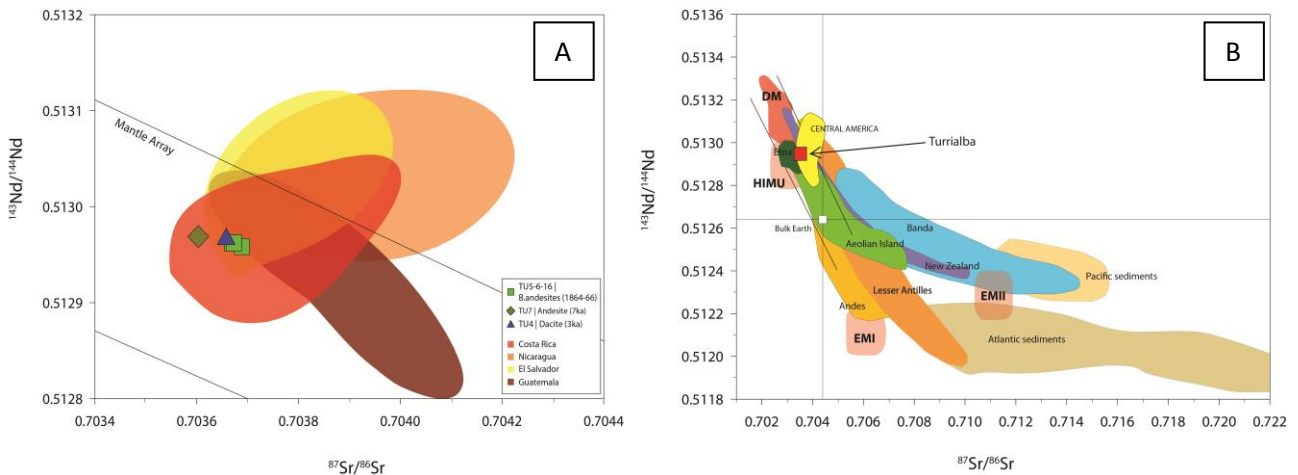 A
0.5132
0.5131
0.5130
0.5129
0.5128
143Nd/144Nd
Mantle Array
TU5-6-16 |
B.andesites (1864-66)
TU7 | Andesite (7ka)
TU4 | Dacite (3ka)
Costa Rica
Nicaragua
El Salvador
Guatemala
0.7034 0.7036 0.7038 0.7040 0.7042 0.7044
87Sr/86Sr
B
0.5136
0.5134
0.5132
0.5130
0.5128
0.5126
0.5124
0.5122
0.5120
0.5118
143Nd/144Nd
DM
CENTRAL AMERICA
Turrialba
Etna
HIMU
Bulk Earth
Banda
Aeolian Island
New Zealand
Pacific sediments
Lesser Antilles
EMII
Andes
EMI
Atlantic sediments
0.702 0.704 0.706 0.708 0.710 0.712 0.714 0.716 0.718 0.720 0.722
87Sr/86Sr